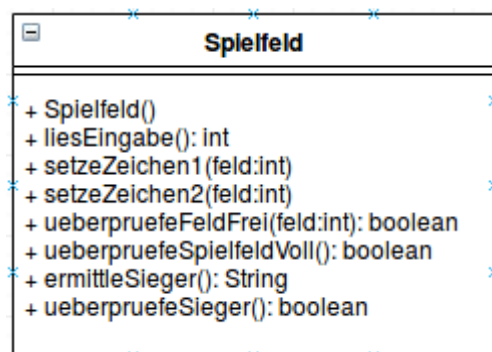 Spielfeld
+ Spielfeld()
+ liesEingabe(): int
+ setzeZeichen1(feld:int)
+ setzeZeichen2(feld:int)
+ ueberpruefeFeldFrei(feld:int): boolean
+ ueberpruefeSpielfeldVoll(): boolean
+ ermittleSieger(): String
+ ueberpruefeSieger(): boolean